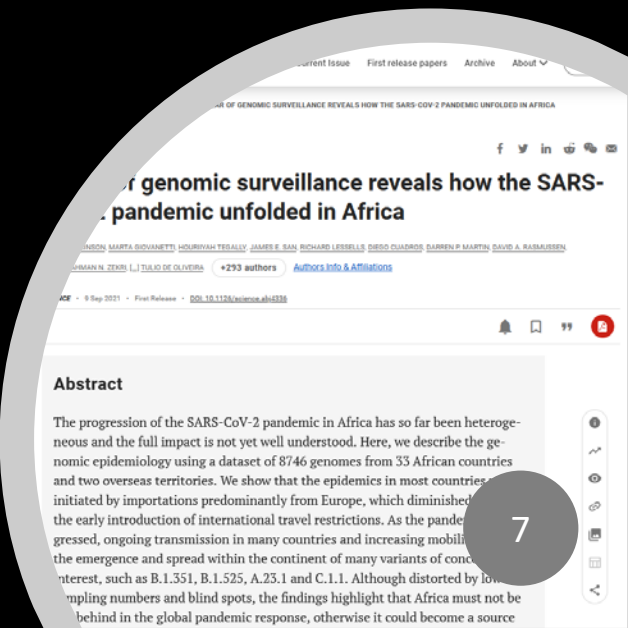 Current Issue First release papers Archive About
OF GENOMIC SURVEILLANCE REVEALS HOW THE SARS-COV-2 PANDEMIC UNFOLDED IN AFRICA
of genomic surveillance reveals how the SARS-
pandemic unfolded in Africa
MARTA GIOVANETTI, HOURIIYAH TEGALLY, JAMES E. SAN, RICHARD LESSELLS, DIEGO CUADROS, DARREN P. MARTIN, DAVID A. RASMUSSEN,
N. ZEKRI, [...] TULIO DE OLIVEIRA +293 authors Authors Info & Affiliations
• 9 Sep 2021 • First Release • DOI: 10.1126/science.abj4336
Abstract
The progression of the SARS-CoV-2 pandemic in Africa has so far been heteroge-
neous and the full impact is not yet well understood. Here, we describe the ge-
nomic epidemiology using a dataset of 8746 genomes from 33 African countries
and two overseas territories. We show that the epidemics in most countries
initiated by importations predominantly from Europe, which diminished
the early introduction of international travel restrictions. As the
gressed, ongoing transmission in many countries and increasing
the emergence and spread within the continent of many variants of
interest, such as B.1.351, B.1.525, A.23.1 and C.1.1. Although distorted by
numbers and blind spots, the findings highlight that Africa must not be
behind in the global pandemic response, otherwise it could become a source
7